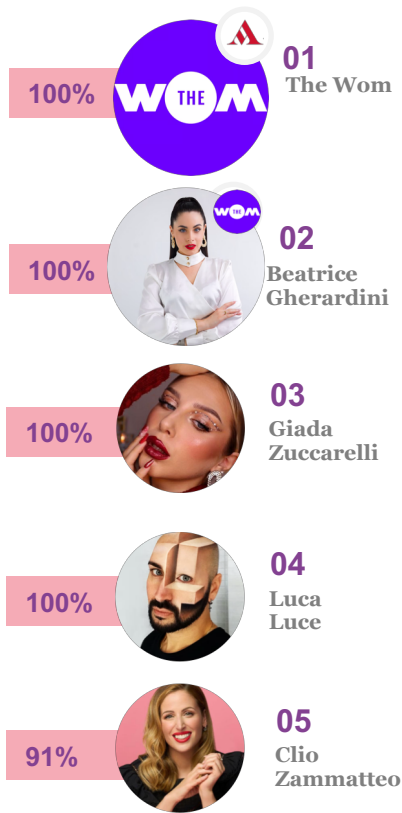 01
The Wom
100%
WOM
THE
02
100%
WOM
THE
Beatrice
Gherardini
03
100%
Giada
Zuccarelli
04
100%
Luca
Luce
05
91%
Clio
Zammatteo